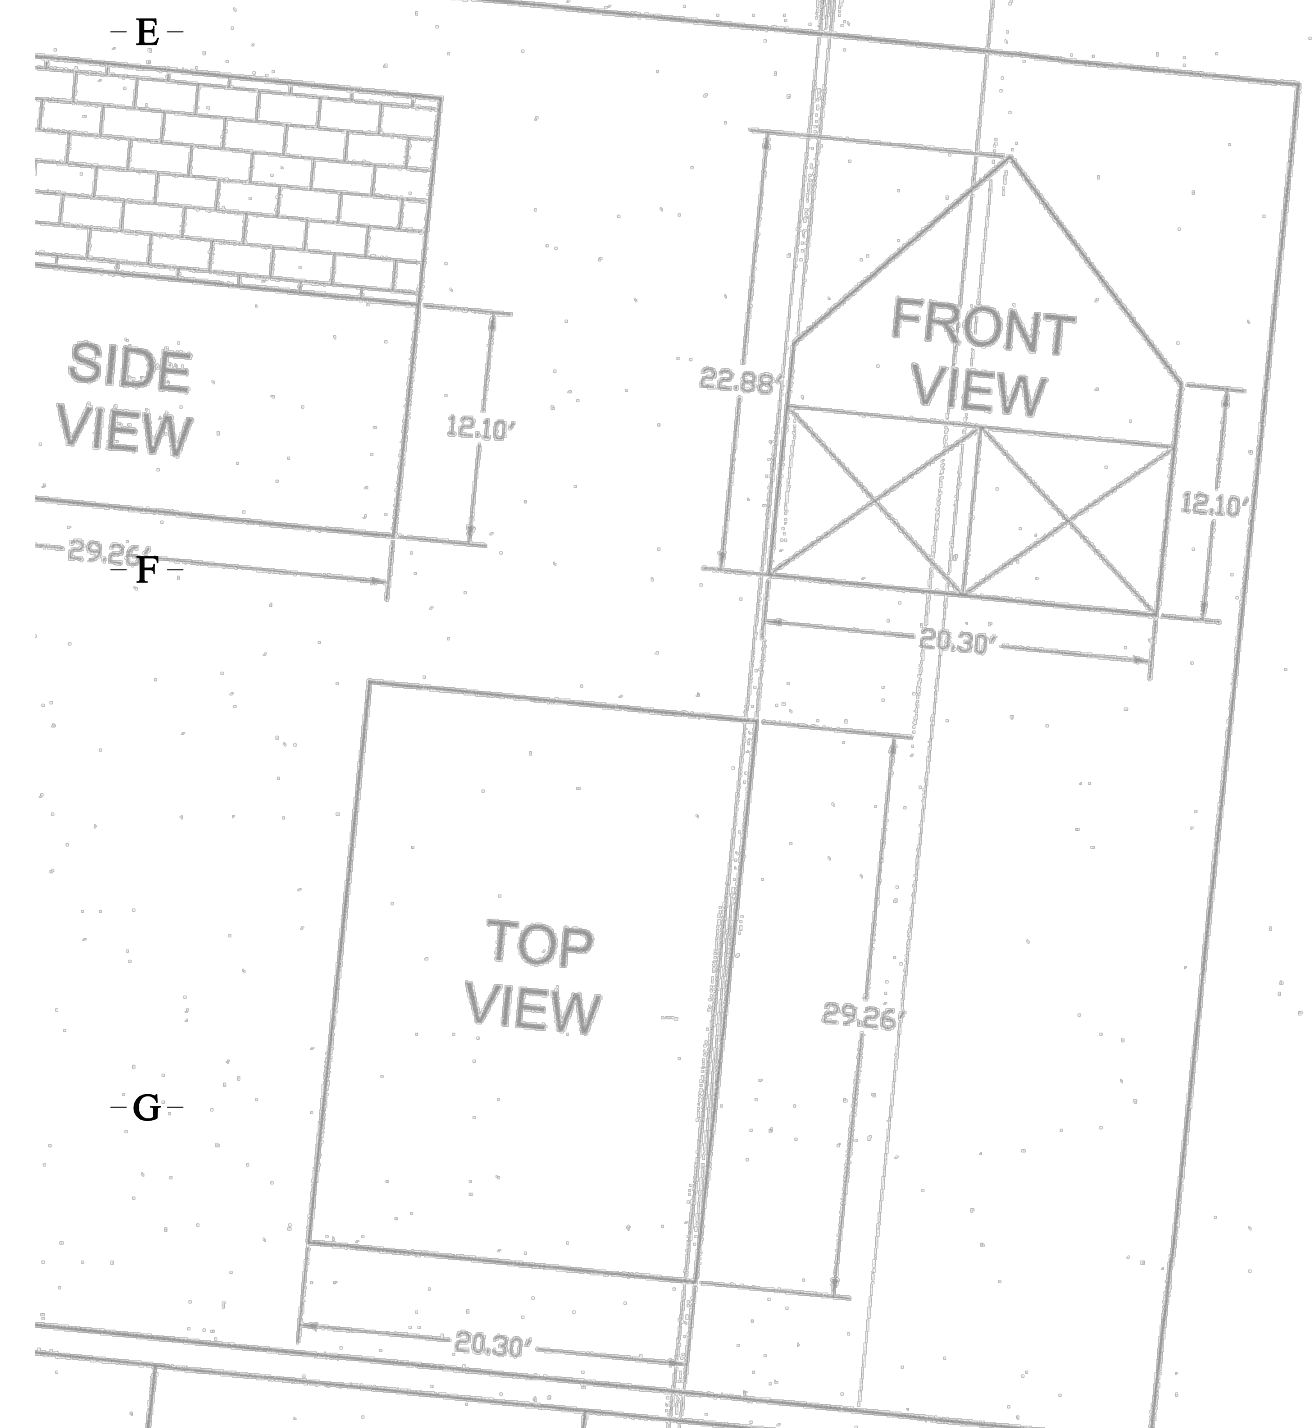 -E-
FRONT
VIEW
SIDE
VIEW
22.88'
12.10'
12.10'
29.26'
-F-
20.30'
TOP
VIEW
29.26'
-G-
20.30'